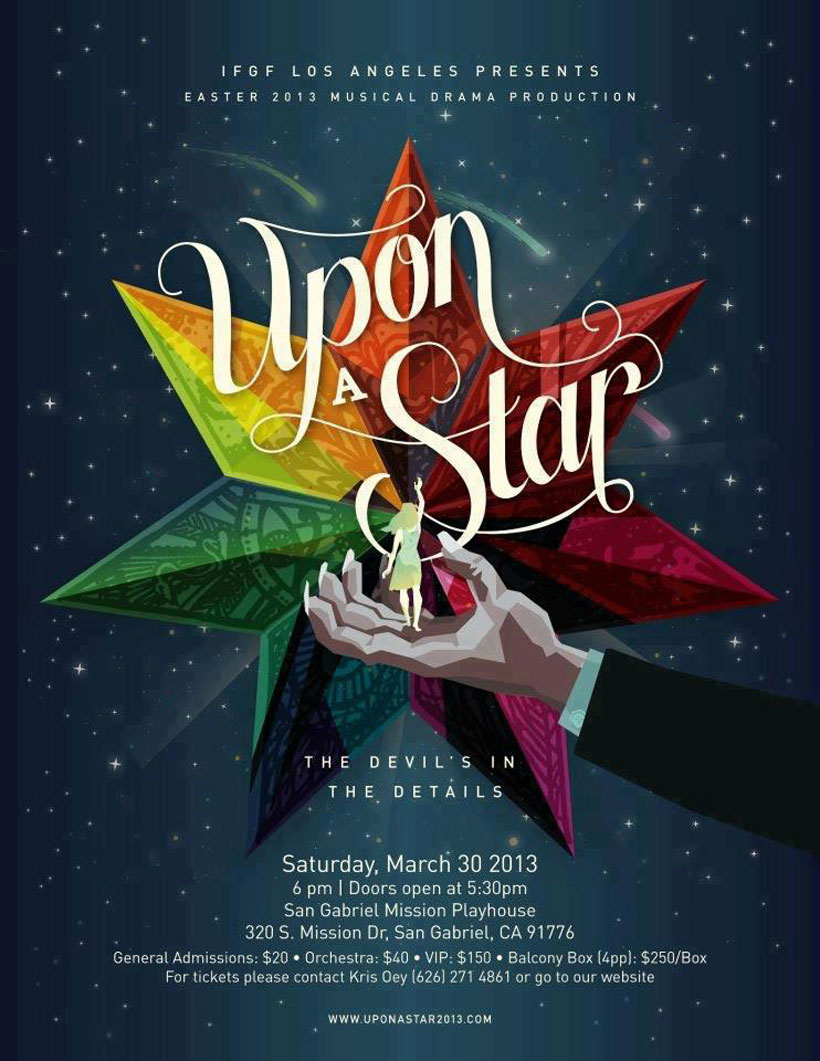 IFGF LOS ANGELES PRESENTS
EASTER 2013 MUSICAL DRAMA PRODUCTION
Upon
A
Star
THE DEVIL'S IN
THE DETAILS
Saturday, March 30 2013
6 pm | Doors open at 5:30pm
San Gabriel Mission Playhouse
320 S. Mission Dr, San Gabriel, CA 91776
General Admissions: $20 • Orchestra: $40 • VIP: $150 • Balcony Box (4pp): $250/Box
For tickets please contact Kris Oey (626) 271 4861 or go to our website
WWW.UPONASTAR2013.COM